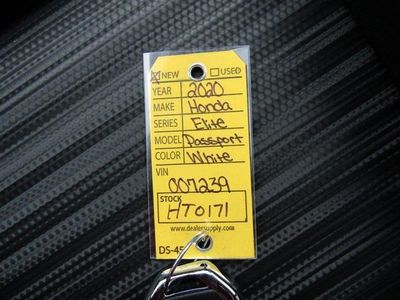 NEW USED
YEAR 2020
MAKE Honda
SERIES Elite
MODEL Passport
COLOR White
VIN
007239
STOCK
HT0171
www.dealersupply.com
DS-45